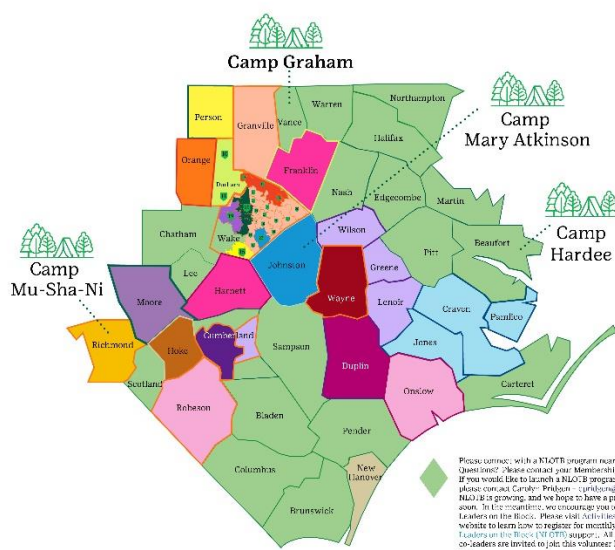 Camp Graham
Camp
Mary Atkinson
Camp
Hardee
Camp
Mu-Sha-Ni
Person
Granville
Vance
Warren
Northampton
Halifax
Orange
Durham
Franklin
Nash
Edgecombe
Martin
Chatham
Wake
Wilson
Pitt
Beaufort
Lee
Johnston
Greene
Moore
Harnett
Wayne
Lenoir
Craven
Pamlico
Richmond
Hoke
Cumberland
Sampson
Duplin
Jones
Scotland
Robeson
Bladen
Onslow
Carteret
Pender
Columbus
New
Hanover
Brunswick
Please connect with a NLOTB program near
Questions? Please contact your Membershi
If you would like to launch a NLOTB progra
please contact Carolyn Pridgen –
NLOTB is growing, and we hope to have a p
soon. In the meantime, we encourage you to
Leaders on the Block. Please visit Activities
website to learn how to register for monthly
Leaders on the Block (NLOTB) support. All
co-leaders are invited to join this volunteer